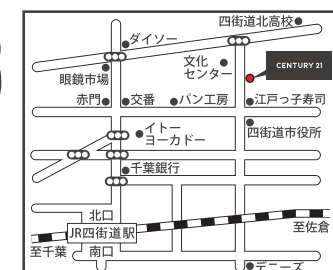 四街道北高校
ダイソー
文化
センター
CENTURY 21
眼鏡市場
赤門
交番
パン工房
江戸っ子寿司
イトー
ヨーカドー
四街道市役所
千葉銀行
北口
JR四街道駅
至佐倉
至千葉
南口
デニーズ